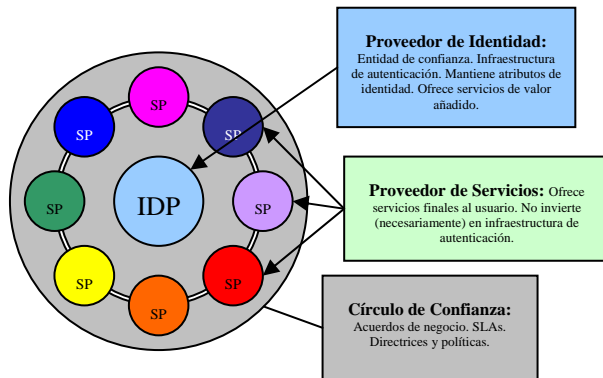 SP
SP
SP
SP
IDP
SP
SP
SP
SP
Proveedor de Identidad:
Entidad de confianza. Infraestructura
de autenticación. Mantiene atributos de
identidad. Ofrece servicios de valor
añadido.
Proveedor de Servicios: Ofrece
servicios finales al usuario. No invierte
(necesariamente) en infraestructura de
autenticación.
Círculo de Confianza:
Acuerdos de negocio. SLAs.
Directrices y políticas.